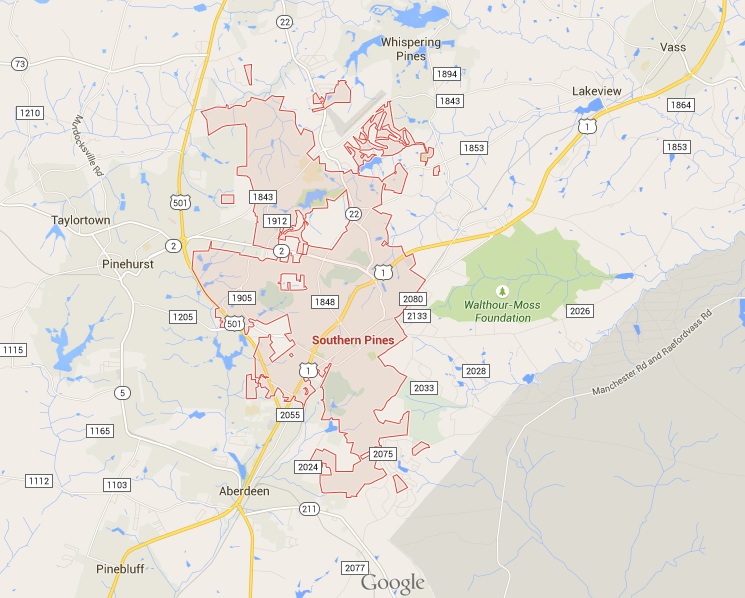 22
Whispering
Pines
Vass
73
1894
Lakeview
1843
1864
1210
1
Murdocksville Rd
1853
1853
501
1843
22
1912
Taylortown
2
2
Pinehurst
1
Walthour-Moss
Foundation
1905
1848
2080
2026
1205
501
2133
Southern Pines
Manchester Rd and Raefordvass Rd
1115
1
2028
5
2033
2055
1165
2075
2024
1112
1103
Aberdeen
211
Pinebluff
2077
Google